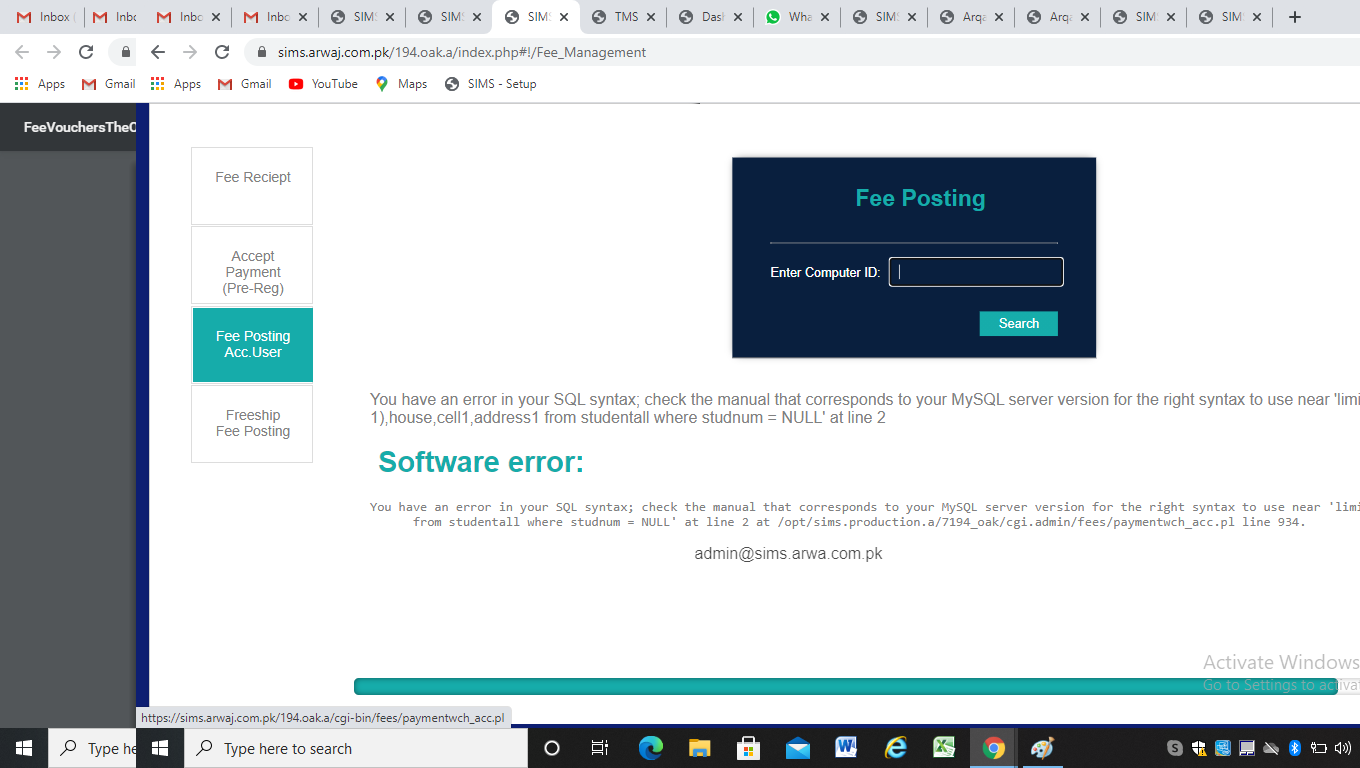 Inbox
Inbc
Inbo
Inbo
SIMS
SIMS
SIMS
TMS
Dasl
Wha
SIMS
Arqa
Arqa
SIMS
SIMS
sims.arwaj.com.pk/194.oak.a/index.php#!/Fee_Management
Apps Gmail Apps Gmail YouTube Maps SIMS - Setup
FeeVouchersTheC
Fee Reciept
Accept
Payment
(Pre-Reg)
Fee Posting
Acc.User
Freeship
Fee Posting
Fee Posting
Enter Computer ID:
Search
You have an error in your SQL syntax; check the manual that corresponds to your MySQL server version for the right syntax to use near 'limi
1),house,cell1,address1 from studentall where studnum = NULL' at line 2
Software error:
You have an error in your SQL syntax; check the manual that corresponds to your MySQL server version for the right syntax to use near 'limi
from studentall where studnum = NULL' at line 2 at /opt/sims.production.a/7194_oak/cgi.admin/fees/paymentwch_acc.pl line 934.
admin@sims.arwa.com.pk
Activate Windows
Go to Settings to activat
https://sims.arwaj.com.pk/194.oak.a/cgi-bin/fees/paymentwch_acc.pl
Type he
Type here to search